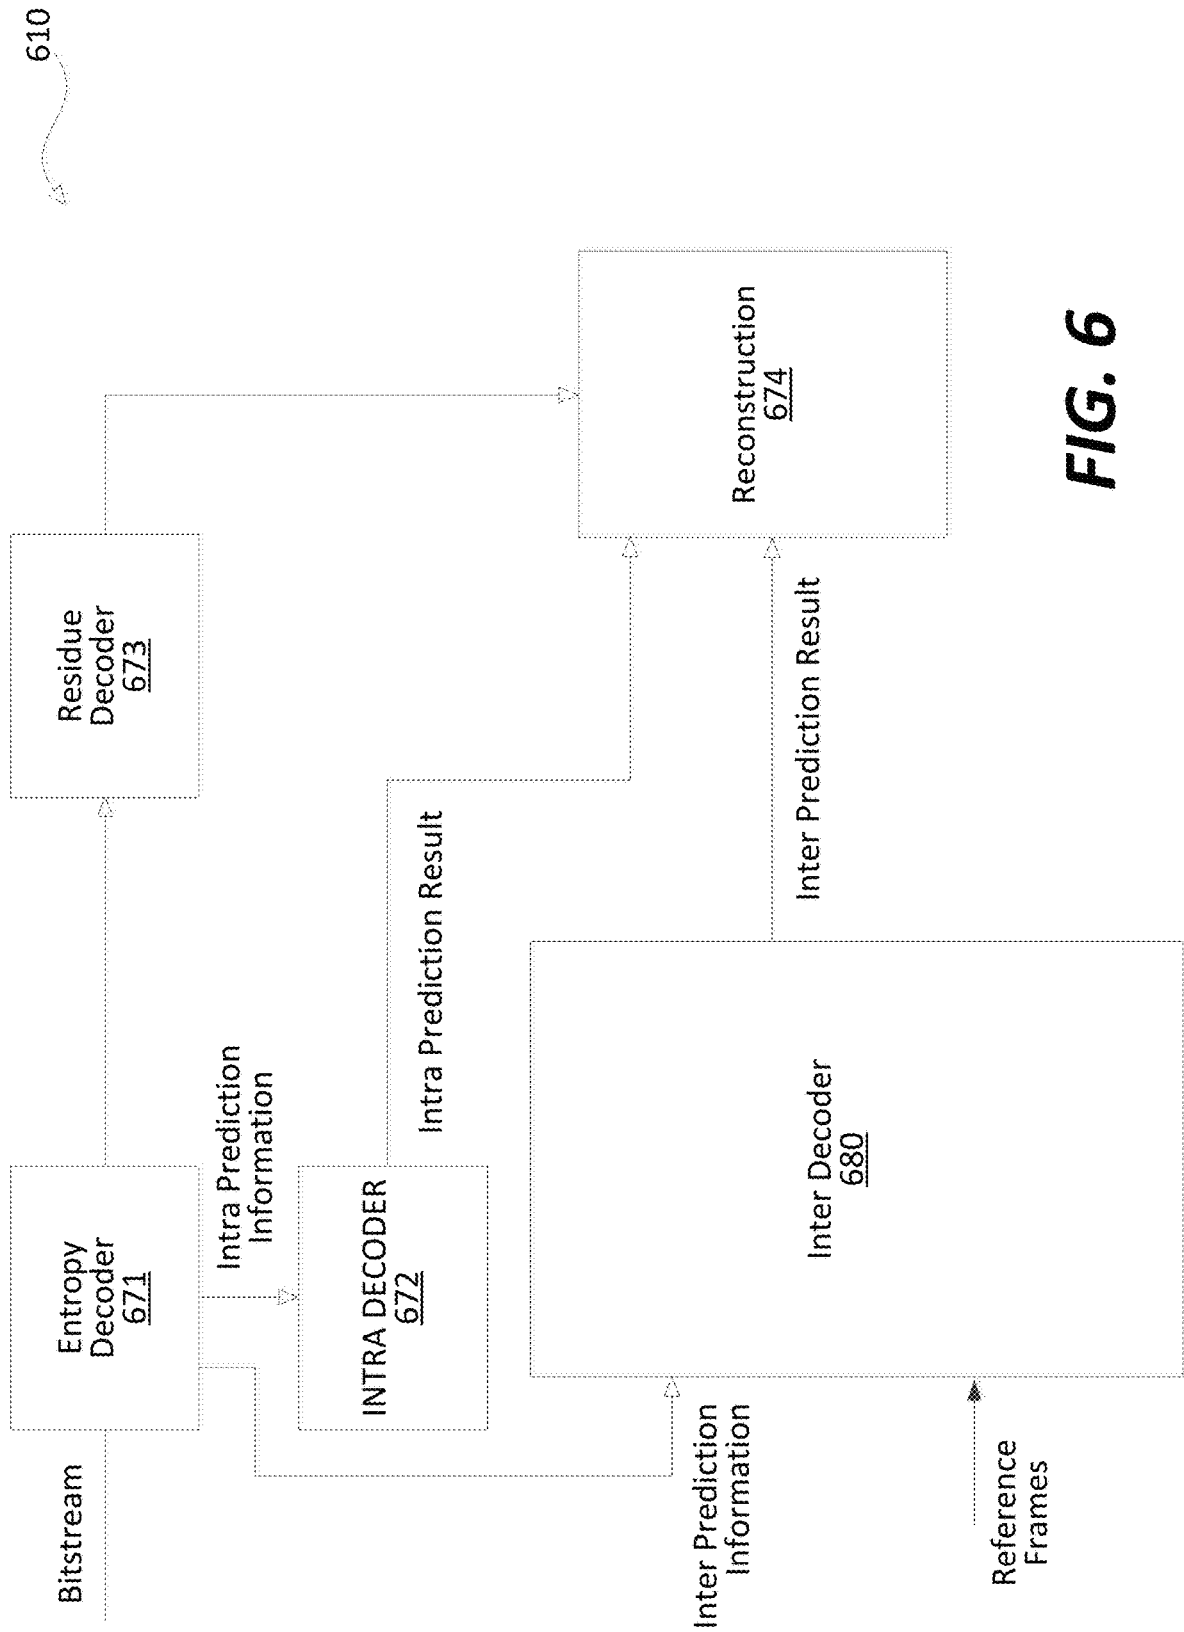 610
Bitstream
Entropy
Decoder
671
Residue
Decoder
673
Intra Prediction
Information
INTRA DECODER
672
Intra Prediction Result
Reconstruction
674
Inter Prediction
Information
Inter Decoder
680
Inter Prediction Result
Reference
Frames
FIG. 6